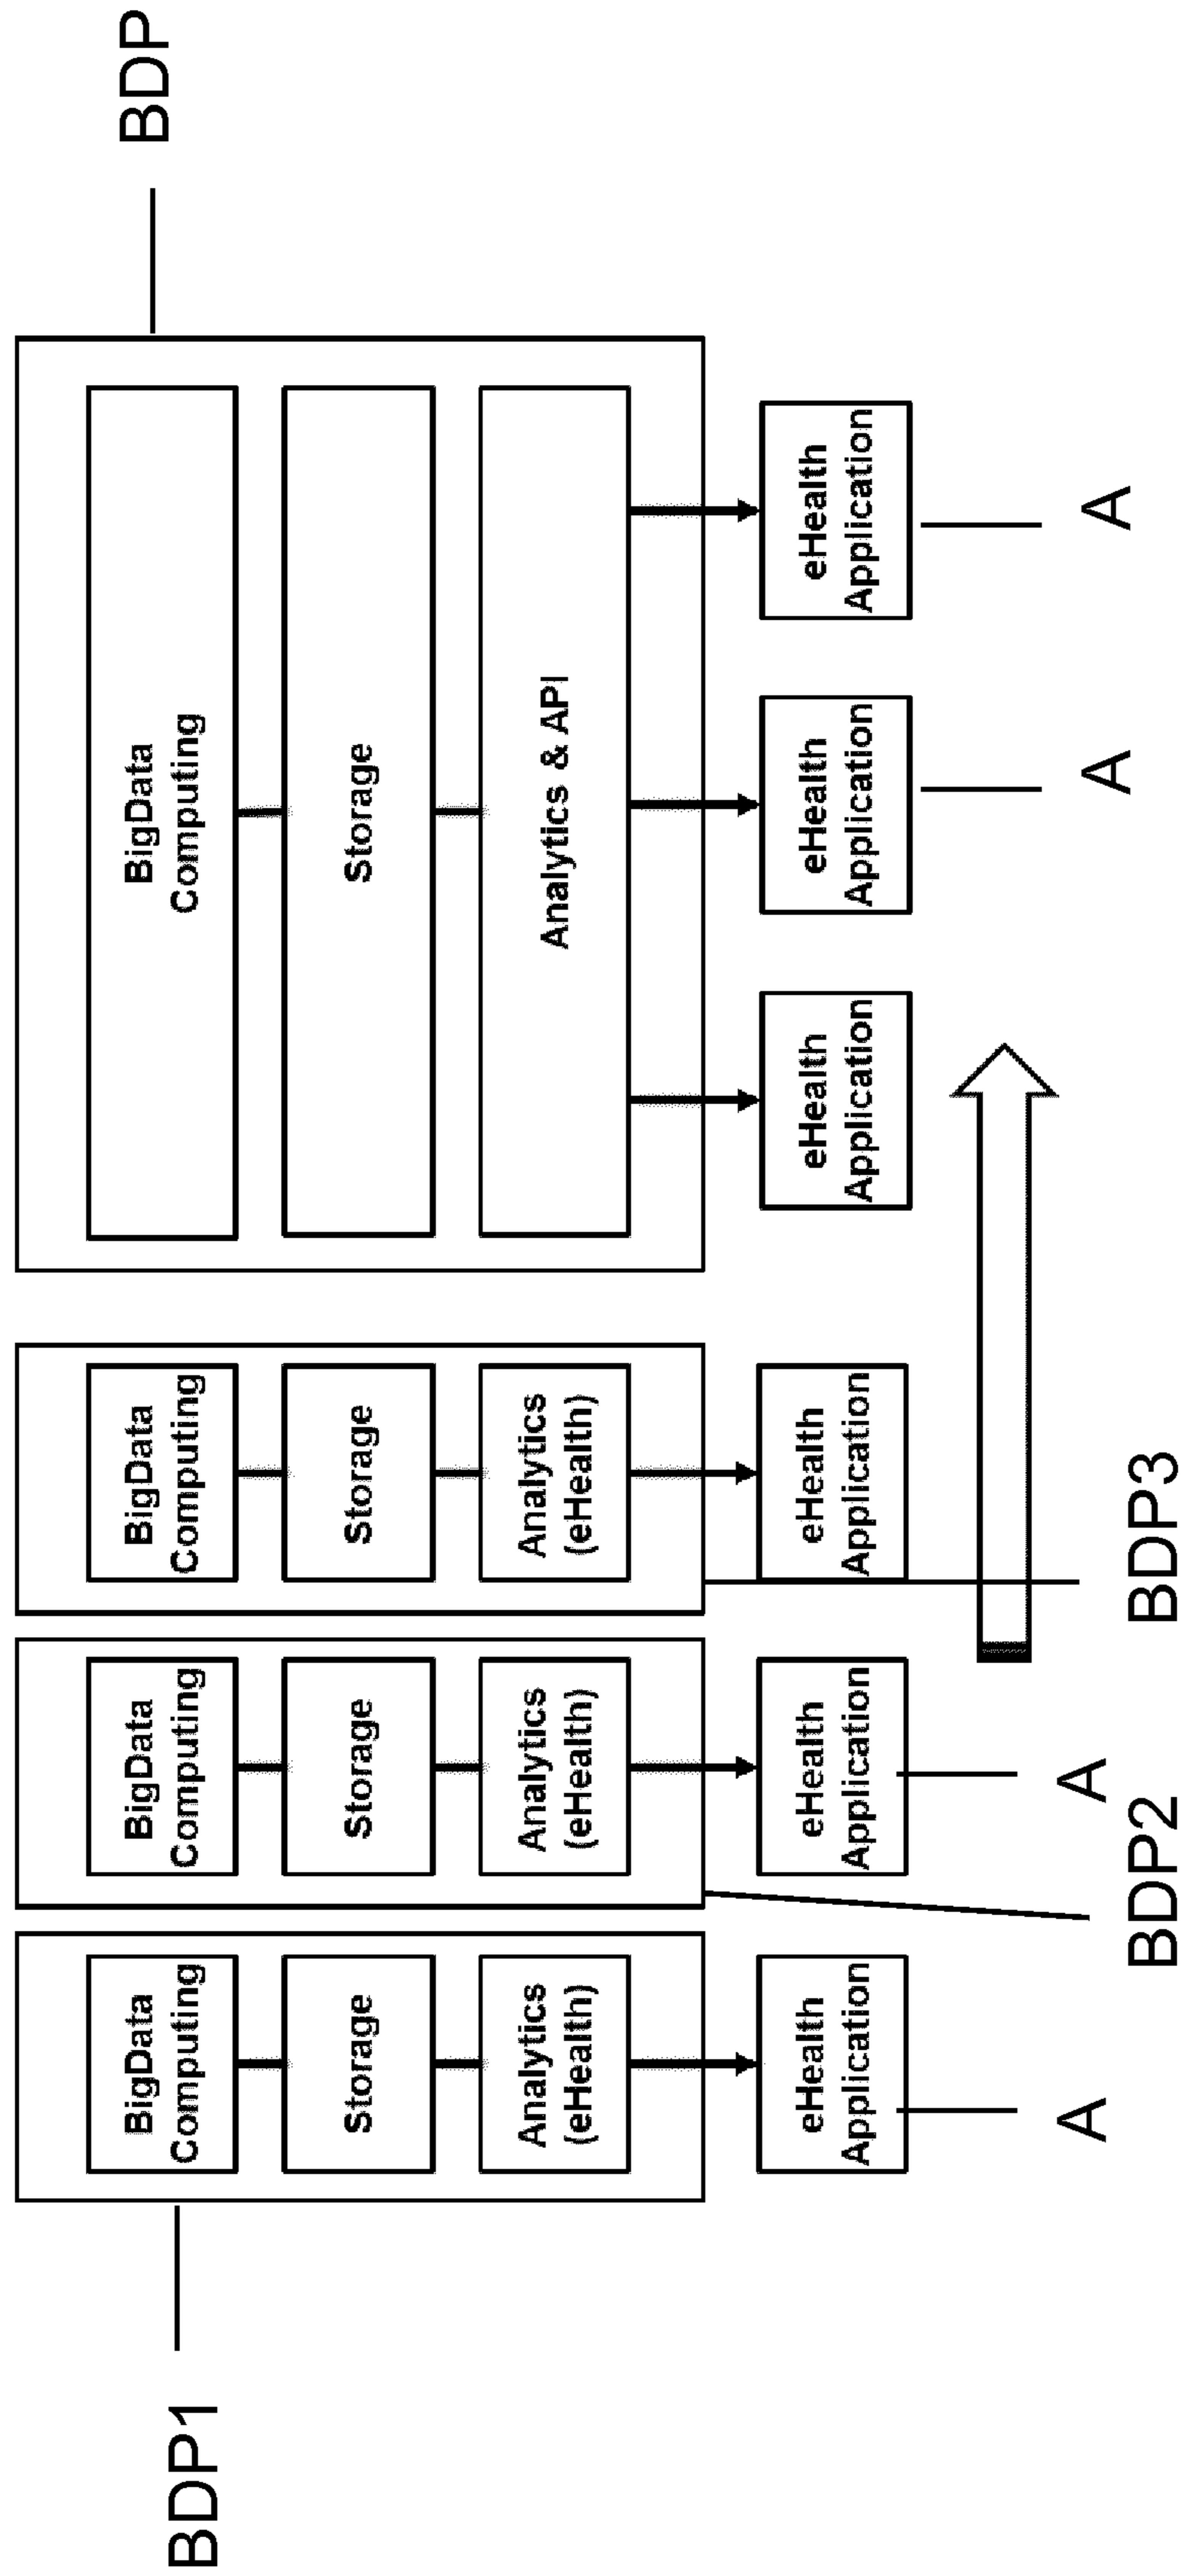 BDP1
BigData
Computing
Storage
Analytics
(eHealth)
eHealth
Application
A
BigData
Computing
Storage
Analytics
(eHealth)
eHealth
Application
A
BDP2
BigData
Computing
Storage
Analytics
(eHealth)
eHealth
Application
BDP3
BDP
BigData
Computing
Storage
Analytics & API
eHealth
Application
eHealth
Application
A
eHealth
Application
A